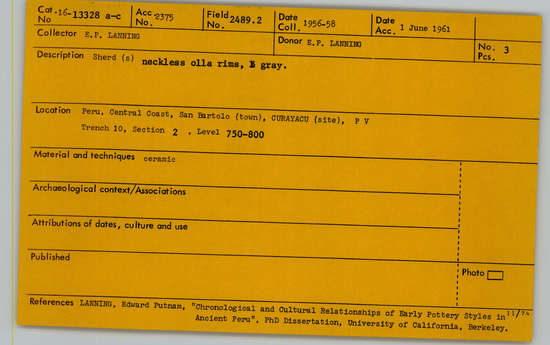 Cat. No 16-13328 a-c Acc. No. 2375 Field No. 2489.2 Date Coll. 1956-58 Date Acc. 1 June 1961
Collector E.P. LANNING Donor E.P. LANNING No. Pcs. 3
Description Sherd (s) neckless olla rims, gray.
Location Peru, Central Coast, San Bartolo (town), CURAYACU (site), P V
Trench 10, Section 2 , Level 750-800
Material and techniques ceramic
Archaeological context/Associations
Attributions of dates, culture and use
Published
Photo
References LANNING, Edward Putnam, "Chronological and Cultural Relationships of Early Pottery Styles in 11/74
Ancient Peru", PhD Dissertation, University of California, Berkeley.